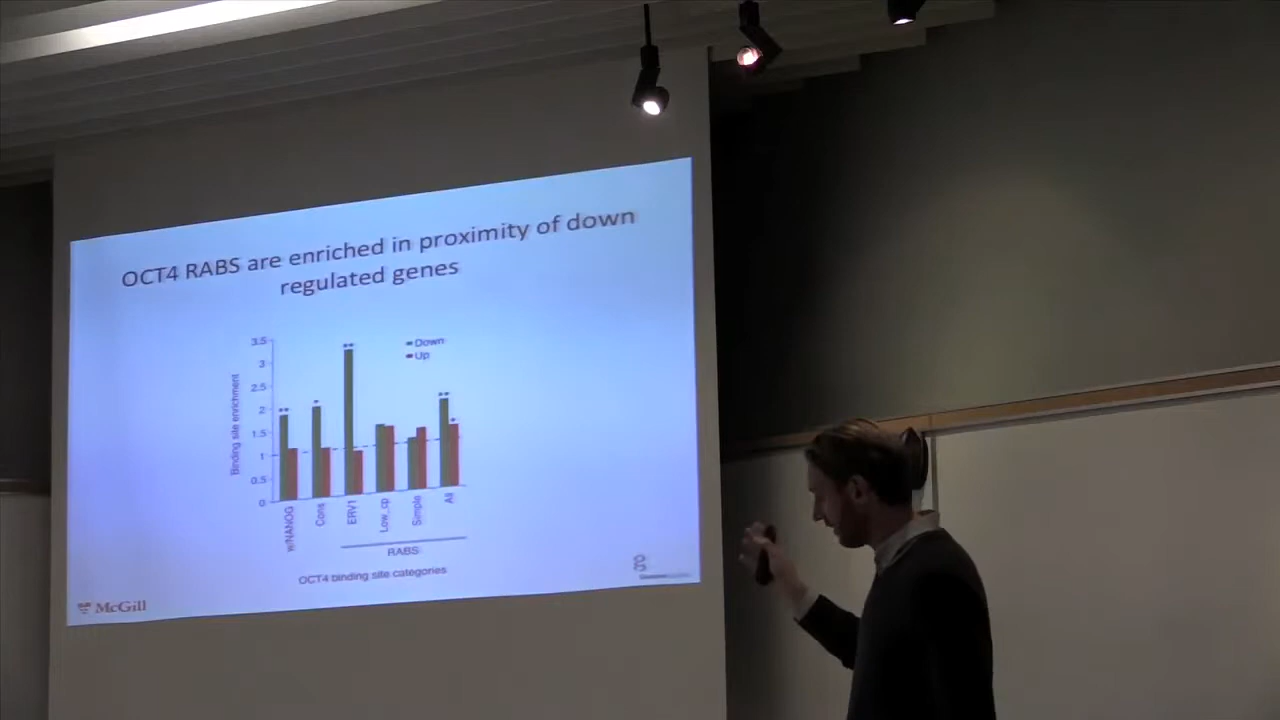 OCT4 RABS are enriched in proximity of down
regulated genes
Down
Up
Binding site enrichment
3.5
3
2.5
2
1.5
1
0.5
0
w/NANOG
Cons
ERV1
Low_cp
Simple
All
RABS
OCT4 binding site categories
McGill
g